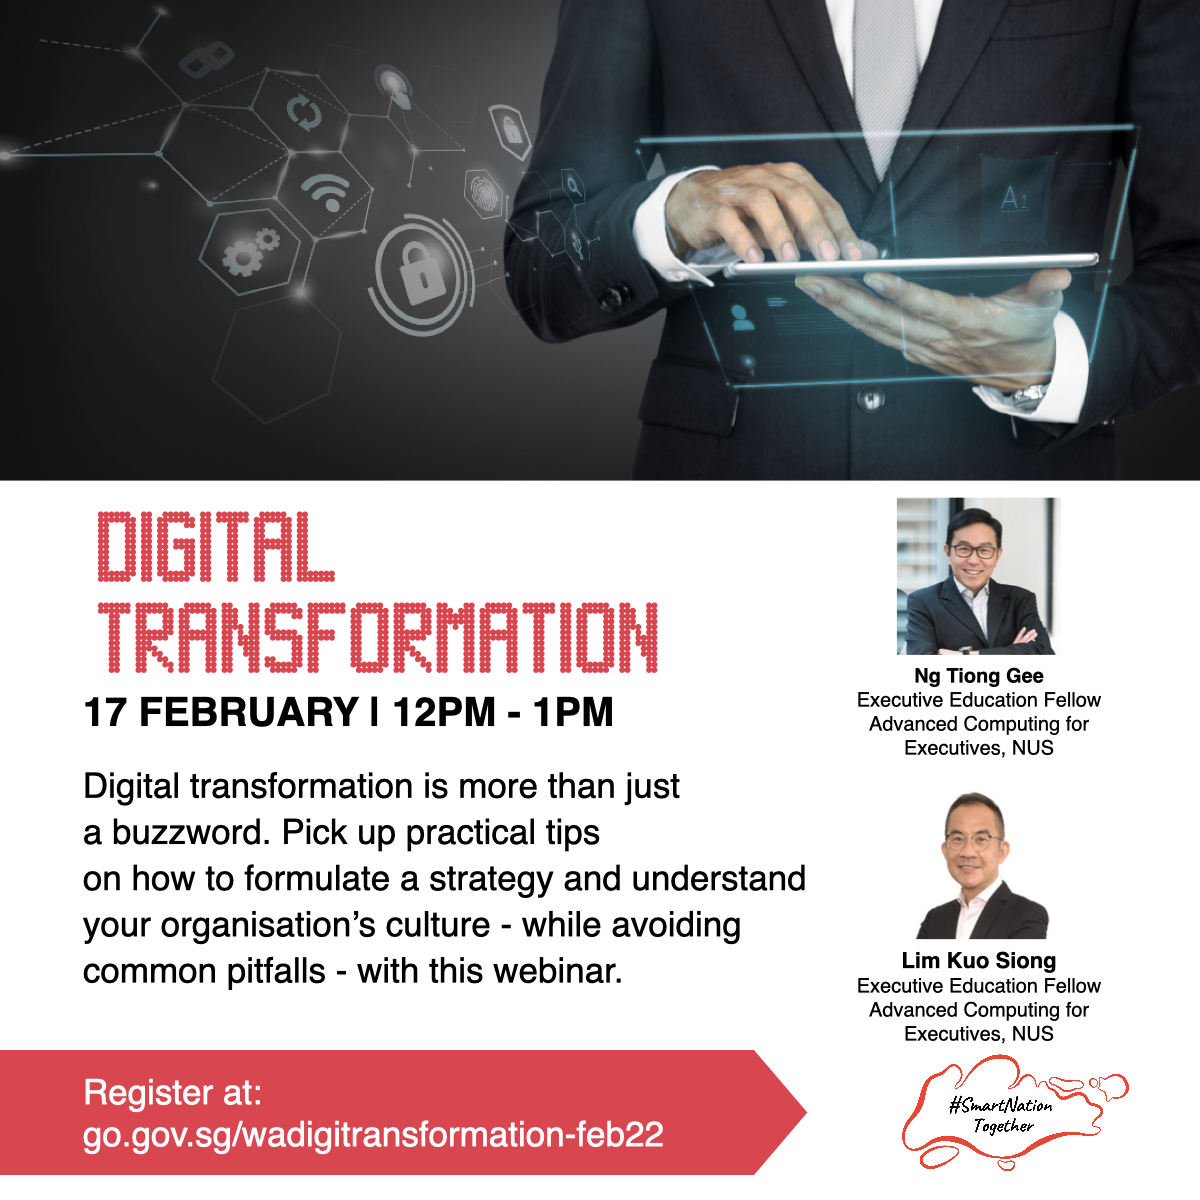 A1
DIGITAL
TRANSFORMATION
17 FEBRUARY | 12PM - 1PM
Digital transformation is more than just
a buzzword. Pick up practical tips
on how to formulate a strategy and understand
your organisation’s culture - while avoiding
common pitfalls - with this webinar.
Ng Tiong Gee
Executive Education Fellow
Advanced Computing for
Executives, NUS
Lim Kuo Siong
Executive Education Fellow
Advanced Computing for
Executives, NUS
Register at:
go.gov.sg/wadigitransformation-feb22
#SmartNation
Together